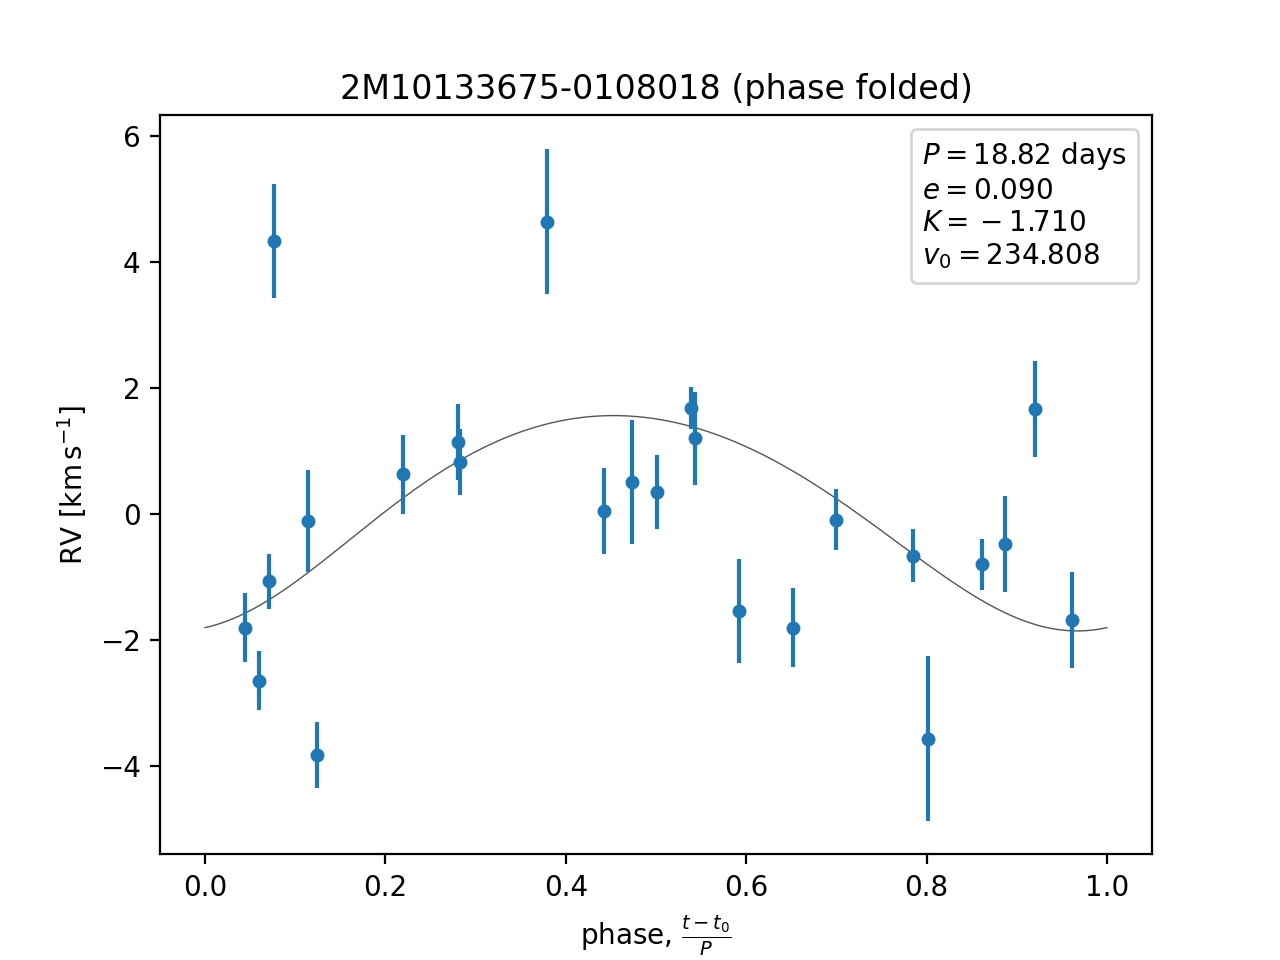 2M10133675-0108018 (phase folded)
P = 18.82 days
e = 0.090
K = −1.710
v₀ = 234.808
6
4
2
0
−2
−4
RV [km s⁻¹]
0.0 0.2 0.4 0.6 0.8 1.0
phase, (t − t₀)/P